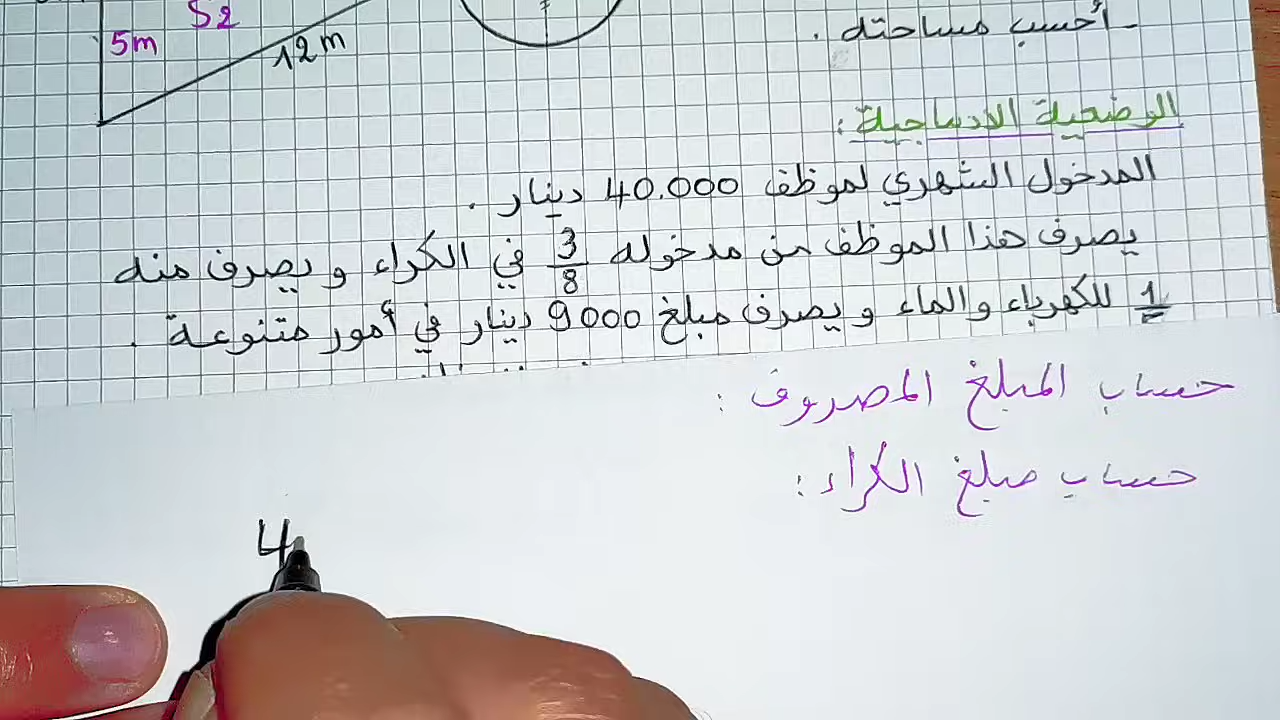 S2
5m
12m
- أحسب مساحته .
الوضعية الادماجية :
المدخول الشهري لموظف 40.000 دينار .
يصرف هذا الموظف من مدخوله 3/8 في الكراء و يصرف منه
للكهرباء والماء و يصرف مبلغ 9000 دينار في أمور متنوعة .
حساب المبلغ المصروف :
حساب مبلغ الكراء :
4